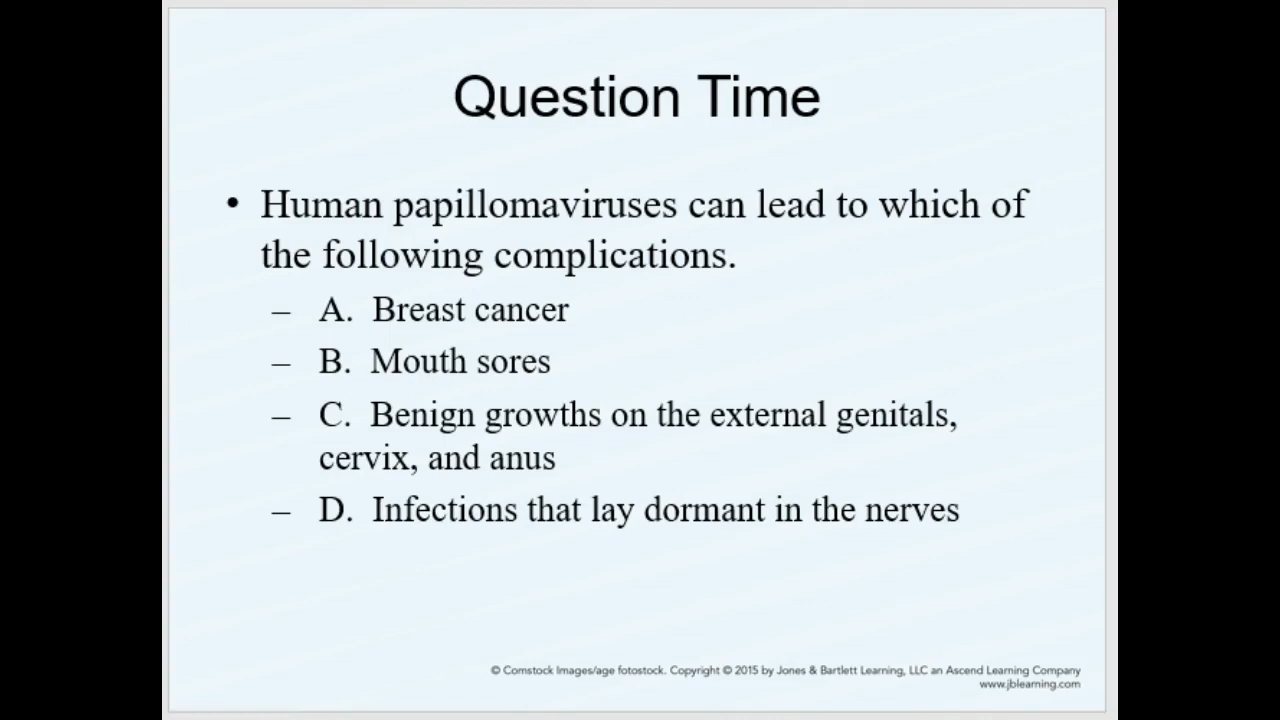 Question Time
• Human papillomaviruses can lead to which of
the following complications.
– A. Breast cancer
– B. Mouth sores
– C. Benign growths on the external genitals,
cervix, and anus
– D. Infections that lay dormant in the nerves
© Comstock Images/age fotostock. Copyright © 2015 by Jones & Bartlett Learning, LLC an Ascend Learning Company
www.jblearning.com